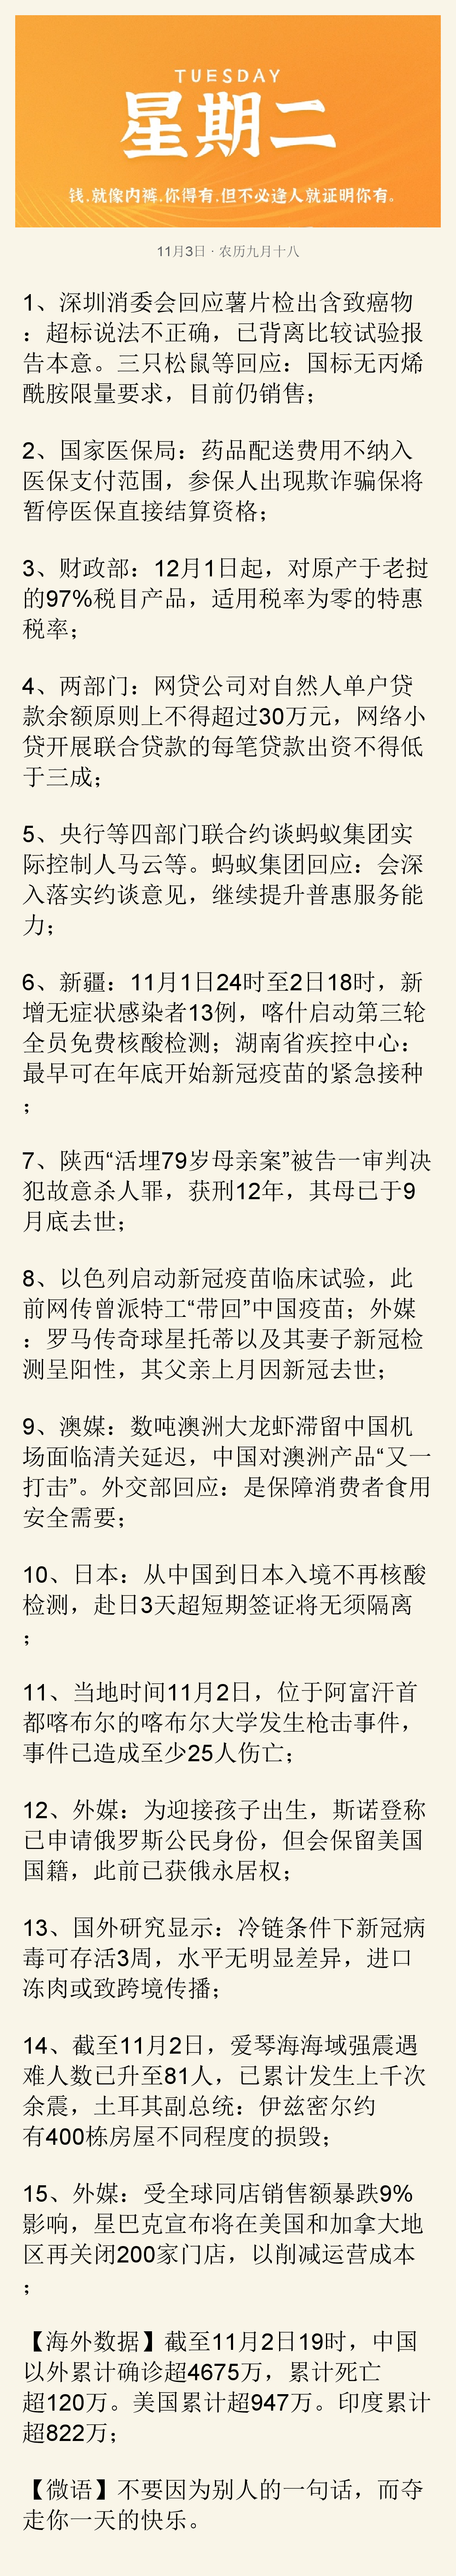 TUESDAY
星期二
钱.就像内裤.你得有.但不必逢人就证明你有。
11月3日 · 农历九月十八
1、深圳消委会回应薯片检出含致癌物
：超标说法不正确，已背离比较试验报
告本意。三只松鼠等回应：国标无丙烯
酰胺限量要求，目前仍销售；
2、国家医保局：药品配送费用不纳入
医保支付范围，参保人出现欺诈骗保将
暂停医保直接结算资格；
3、财政部：12月1日起，对原产于老挝
的97%税目产品，适用税率为零的特惠
税率；
4、两部门：网贷公司对自然人单户贷
款余额原则上不得超过30万元，网络小
贷开展联合贷款的每笔贷款出资不得低
于三成；
5、央行等四部门联合约谈蚂蚁集团实
际控制人马云等。蚂蚁集团回应：会深
入落实约谈意见，继续提升普惠服务能
力；
6、新疆：11月1日24时至2日18时，新
增无症状感染者13例，喀什启动第三轮
全员免费核酸检测；湖南省疾控中心：
最早可在年底开始新冠疫苗的紧急接种
；
7、陕西“活埋79岁母亲案”被告一审判决
犯故意杀人罪，获刑12年，其母已于9
月底去世；
8、以色列启动新冠疫苗临床试验，此
前网传曾派特工“带回”中国疫苗；外媒
：罗马传奇球星托蒂以及其妻子新冠检
测呈阳性，其父亲上月因新冠去世；
9、澳媒：数吨澳洲大龙虾滞留中国机
场面临清关延迟，中国对澳洲产品“又一
打击”。外交部回应：是保障消费者食用
安全需要；
10、日本：从中国到日本入境不再核酸
检测，赴日3天超短期签证将无须隔离
；
11、当地时间11月2日，位于阿富汗首
都喀布尔的喀布尔大学发生枪击事件，
事件已造成至少25人伤亡；
12、外媒：为迎接孩子出生，斯诺登称
已申请俄罗斯公民身份，但会保留美国
国籍，此前已获俄永居权；
13、国外研究显示：冷链条件下新冠病
毒可存活3周，水平无明显差异，进口
冻肉或致跨境传播；
14、截至11月2日，爱琴海海域强震遇
难人数已升至81人，已累计发生上千次
余震，土耳其副总统：伊兹密尔约
有400栋房屋不同程度的损毁；
15、外媒：受全球同店销售额暴跌9%
影响，星巴克宣布将在美国和加拿大地
区再关闭200家门店，以削减运营成本
；
【海外数据】截至11月2日19时，中国
以外累计确诊超4675万，累计死亡
超120万。美国累计超947万。印度累计
超822万；
【微语】不要因为别人的一句话，而夺
走你一天的快乐。